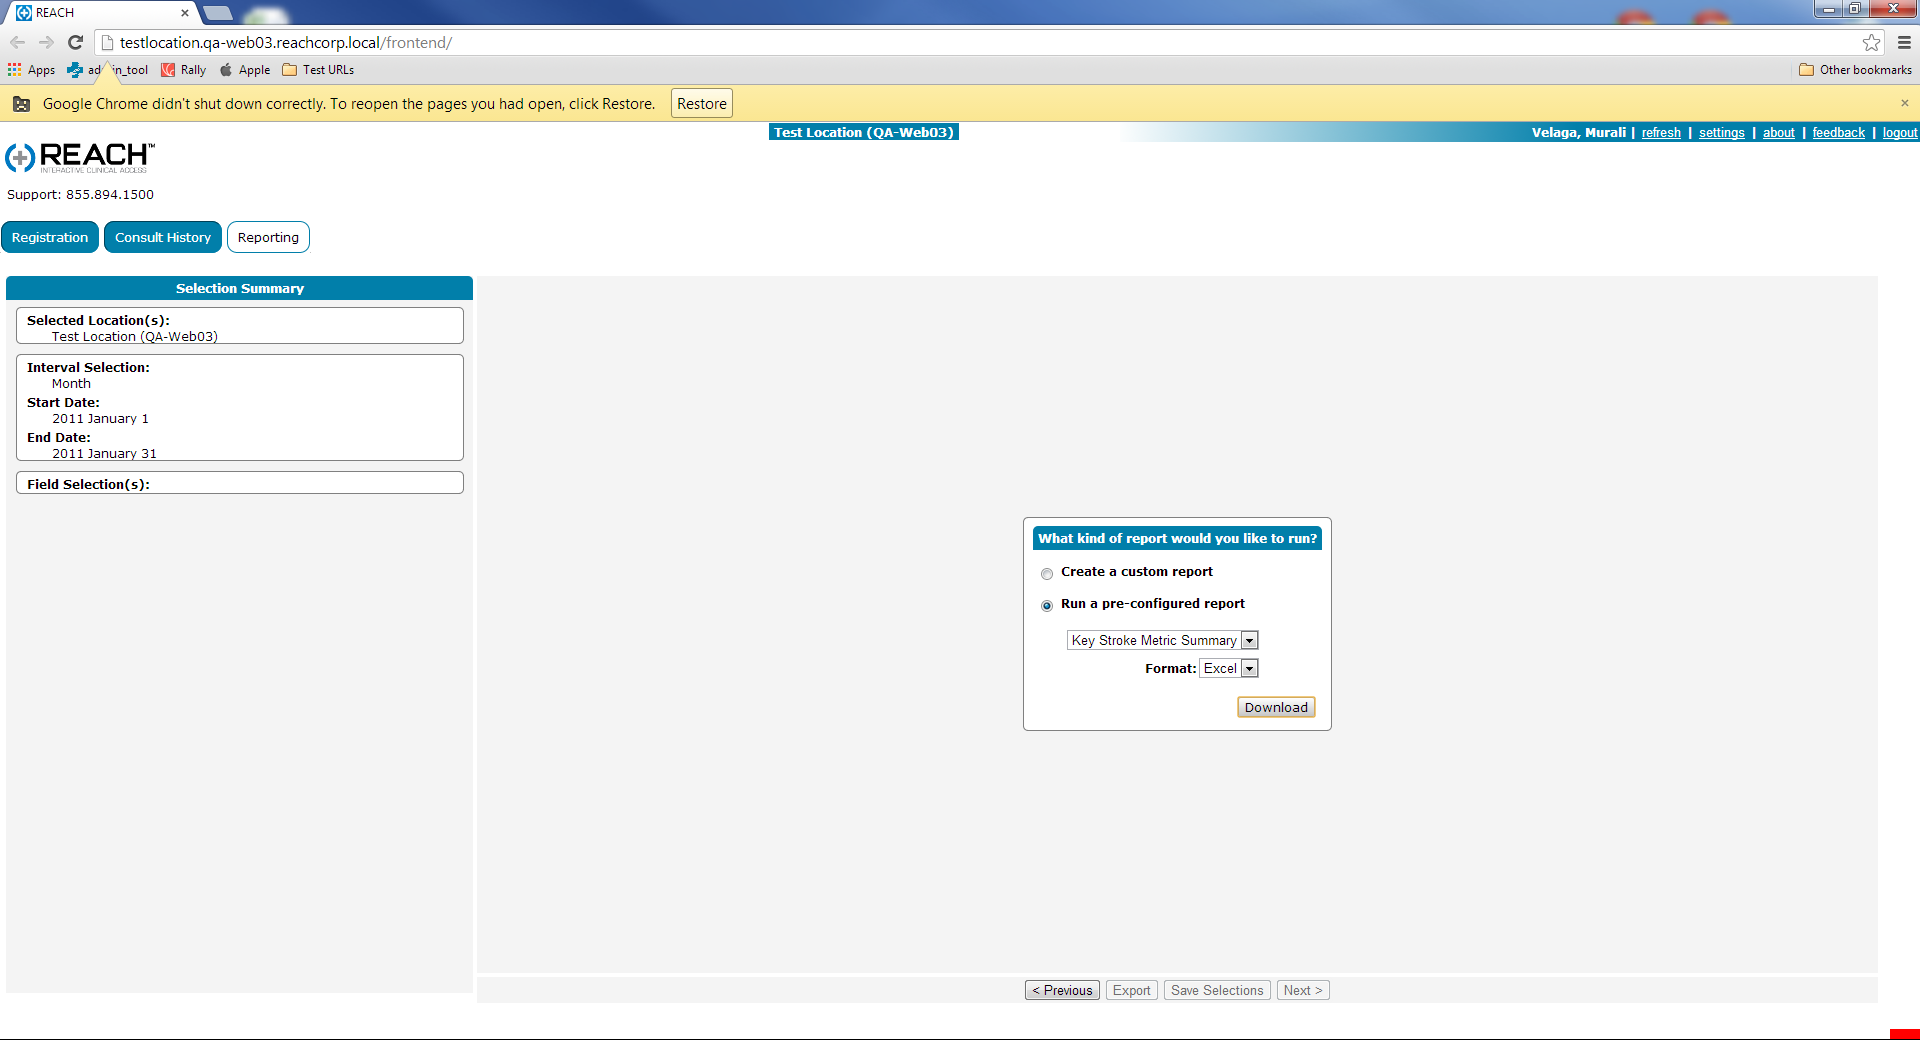 REACH
testlocation.qa-web03.reachcorp.local/frontend/
Apps
Rally
Apple
Test URLs
Other bookmarks
Google Chrome didn't shut down correctly. To reopen the pages you had open, click Restore. Restore
Test Location (QA-Web03)
Velaga, Murali | refresh | settings | about | feedback | logout
REACH™
INTERACTIVE CLINICAL ACCESS
Support: 855.894.1500
Registration Consult History Reporting
Selection Summary
Selected Location(s):
Test Location (QA-Web03)
Interval Selection:
Month
Start Date:
2011 January 1
End Date:
2011 January 31
Field Selection(s):
What kind of report would you like to run?
Create a custom report
Run a pre-configured report
Key Stroke Metric Summary
Format: Excel
Download
< Previous Export Save Selections Next >